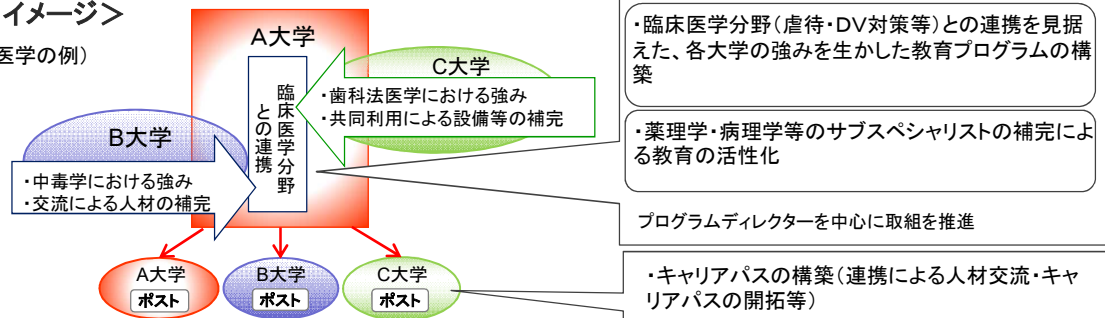 イメージ＞
医学の例）
A大学
臨床医学分野
との連携
C大学
・歯科法医学における強み
・共同利用による設備等の補完
B大学
・中毒学における強み
・交流による人材の補完
A大学
ポスト
B大学
ポスト
C大学
ポスト
・臨床医学分野（虐待・DV対策等）との連携を見据
えた、各大学の強みを生かした教育プログラムの構
築
・薬理学・病理学等のサブスペシャリストの補完によ
る教育の活性化
プログラムディレクターを中心に取組を推進
・キャリアパスの構築（連携による人材交流・キャ
リアパスの開拓等）